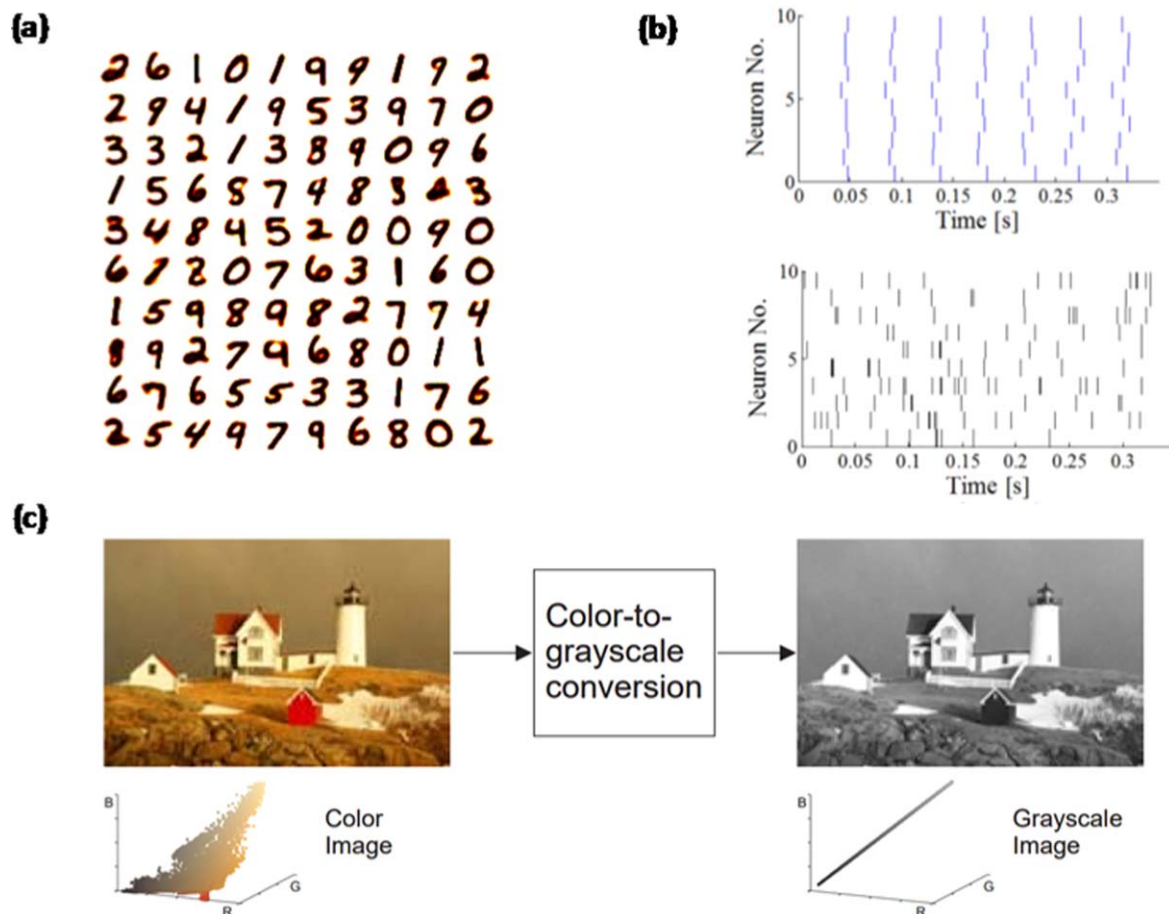 (a)
2 6 1 0 1 9 9 1 9 2
2 9 4 1 9 5 3 9 7 0
3 3 2 1 3 8 9 0 9 6
1 5 6 8 7 4 8 3 3
3 4 8 4 5 2 0 0 9 0
6 1 2 0 7 6 3 1 6 0
1 5 9 8 9 8 2 7 7 4
8 9 2 7 9 6 8 0 1 1
6 7 6 5 5 3 3 1 7 6
2 5 4 9 7 9 6 8 0 2
(b)
Neuron No.
10
5
0
0 0.05 0.1 0.15 0.2 0.25 0.3
Time [s]
Neuron No.
10
5
0
0 0.05 0.1 0.15 0.2 0.25 0.3
Time [s]
(c)
Color-to-
grayscale
conversion
B
G
R
Color
Image
B
G
R
Grayscale
Image